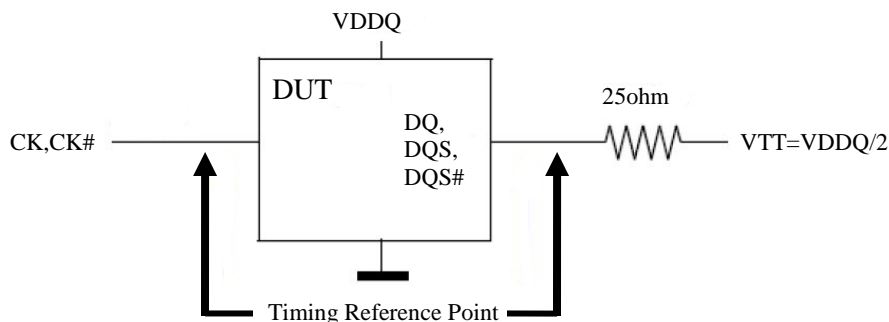 VDDQ
DUT
25ohm
DQ,
DQS,
DQS#
CK,CK#
VTT=VDDQ/2
Timing Reference Point